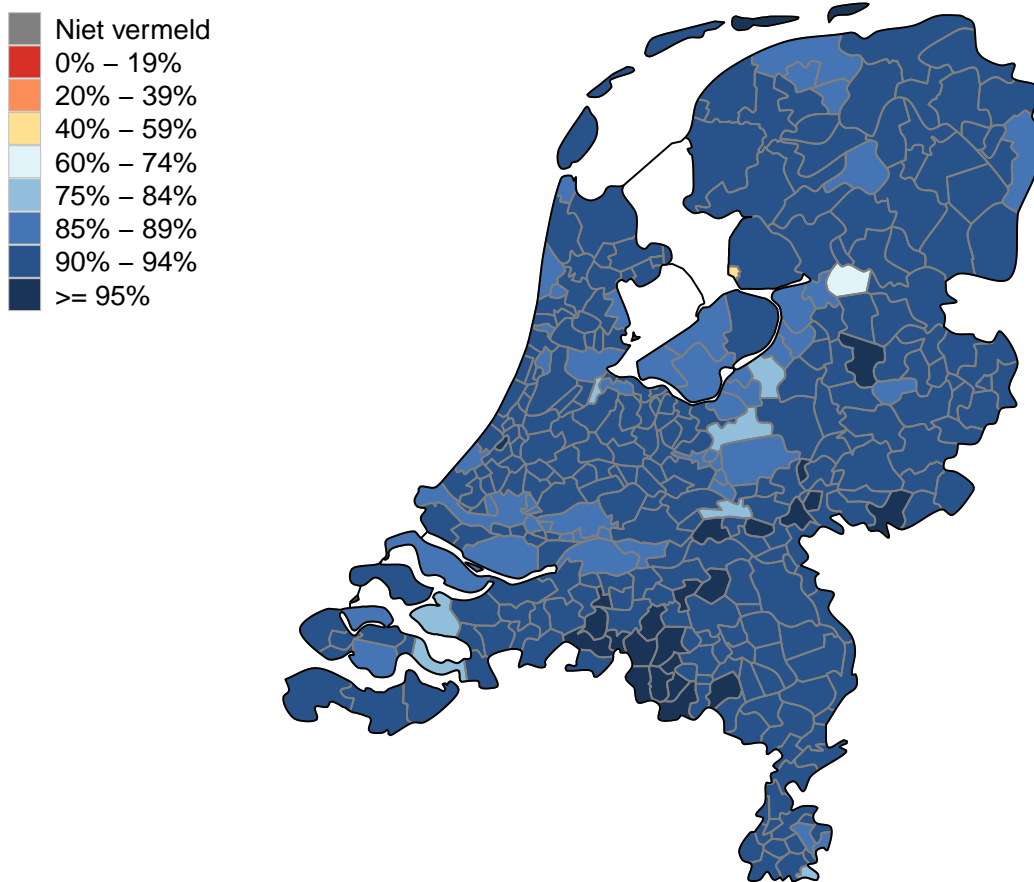 Niet vermeld
0% – 19%
20% – 39%
40% – 59%
60% – 74%
75% – 84%
85% – 89%
90% – 94%
>= 95%